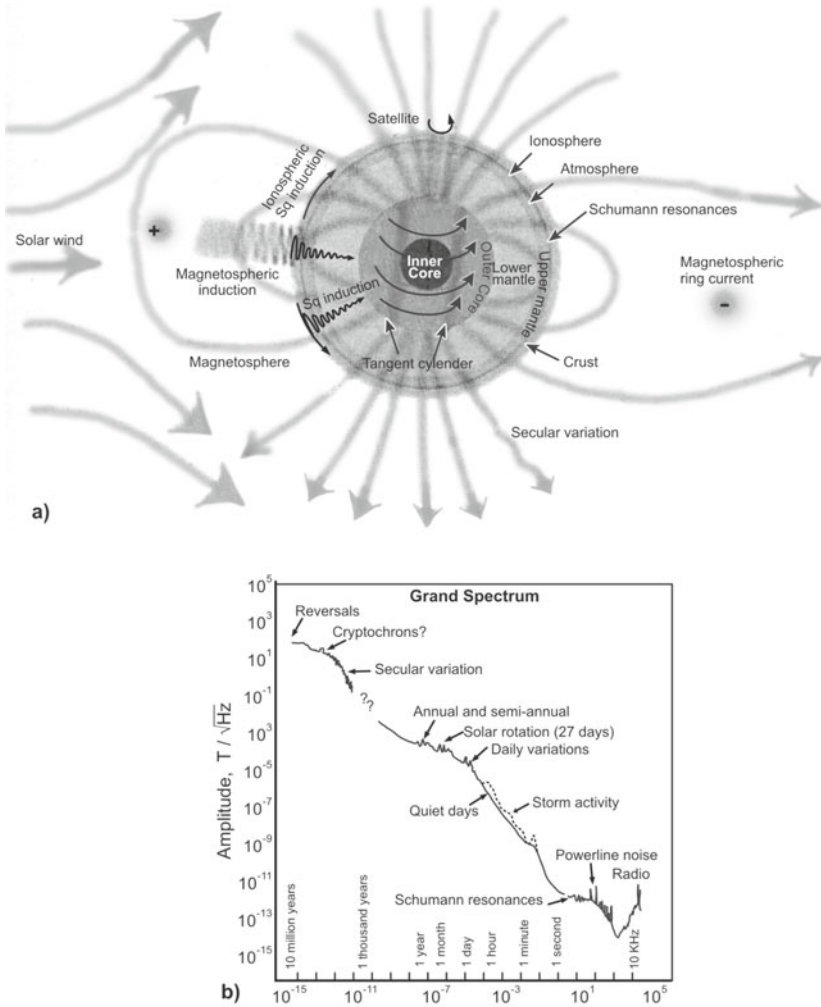 Satellite
Ionosphere
Atmosphere
Schumann resonances
Ionospheric
Sq induction
Solar wind
+
Magnetospheric
induction
Sq induction
Inner
Core
Outer Core
Lower
mantle
Upper mantle
Magnetospheric
ring current
-
Magnetosphere
Tangent cylender
Crust
Secular variation
a)
Grand Spectrum
Amplitude, T / √Hz
10^5
10^3
10^1
10^-1
10^-3
10^-5
10^-7
10^-9
10^-11
10^-13
10^-15
Reversals
Cryptochrons?
Secular variation
??
Annual and semi-annual
Solar rotation (27 days)
Daily variations
Quiet days
Storm activity
Powerline noise
Radio
Schumann resonances
10 million years
1 thousand years
1 year
1 month
1 day
1 hour
1 minute
1 second
10 KHz
b)
10^-15
10^-11
10^-7
10^-3
10^1
10^5